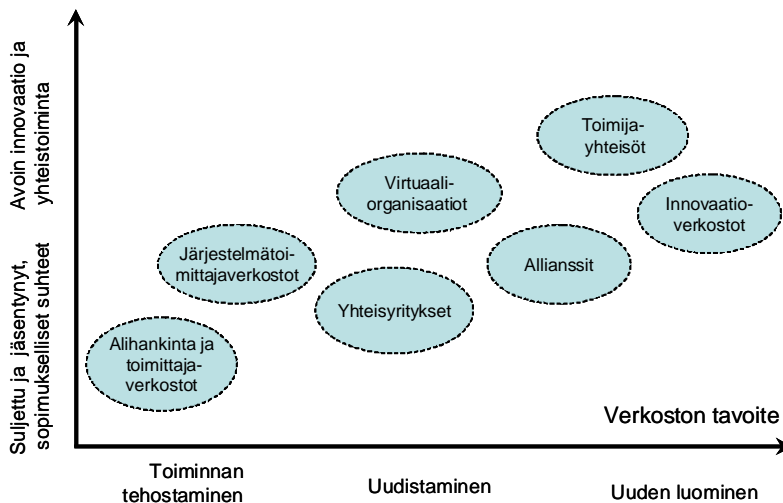 Avoin innovaatio ja
yhteistoiminta
Suljettu ja jäsentynyt,
sopimukselliset suhteet
Toimija-
yhteisöt
Virtuaali-
organisaatiot
Innovaatio-
verkostot
Järjestelmätoi-
mittajaverkostot
Allianssit
Yhteisyritykset
Alihankinta ja
toimittaja-
verkostot
Verkoston tavoite
Toiminnan
tehostaminen
Uudistaminen
Uuden luominen